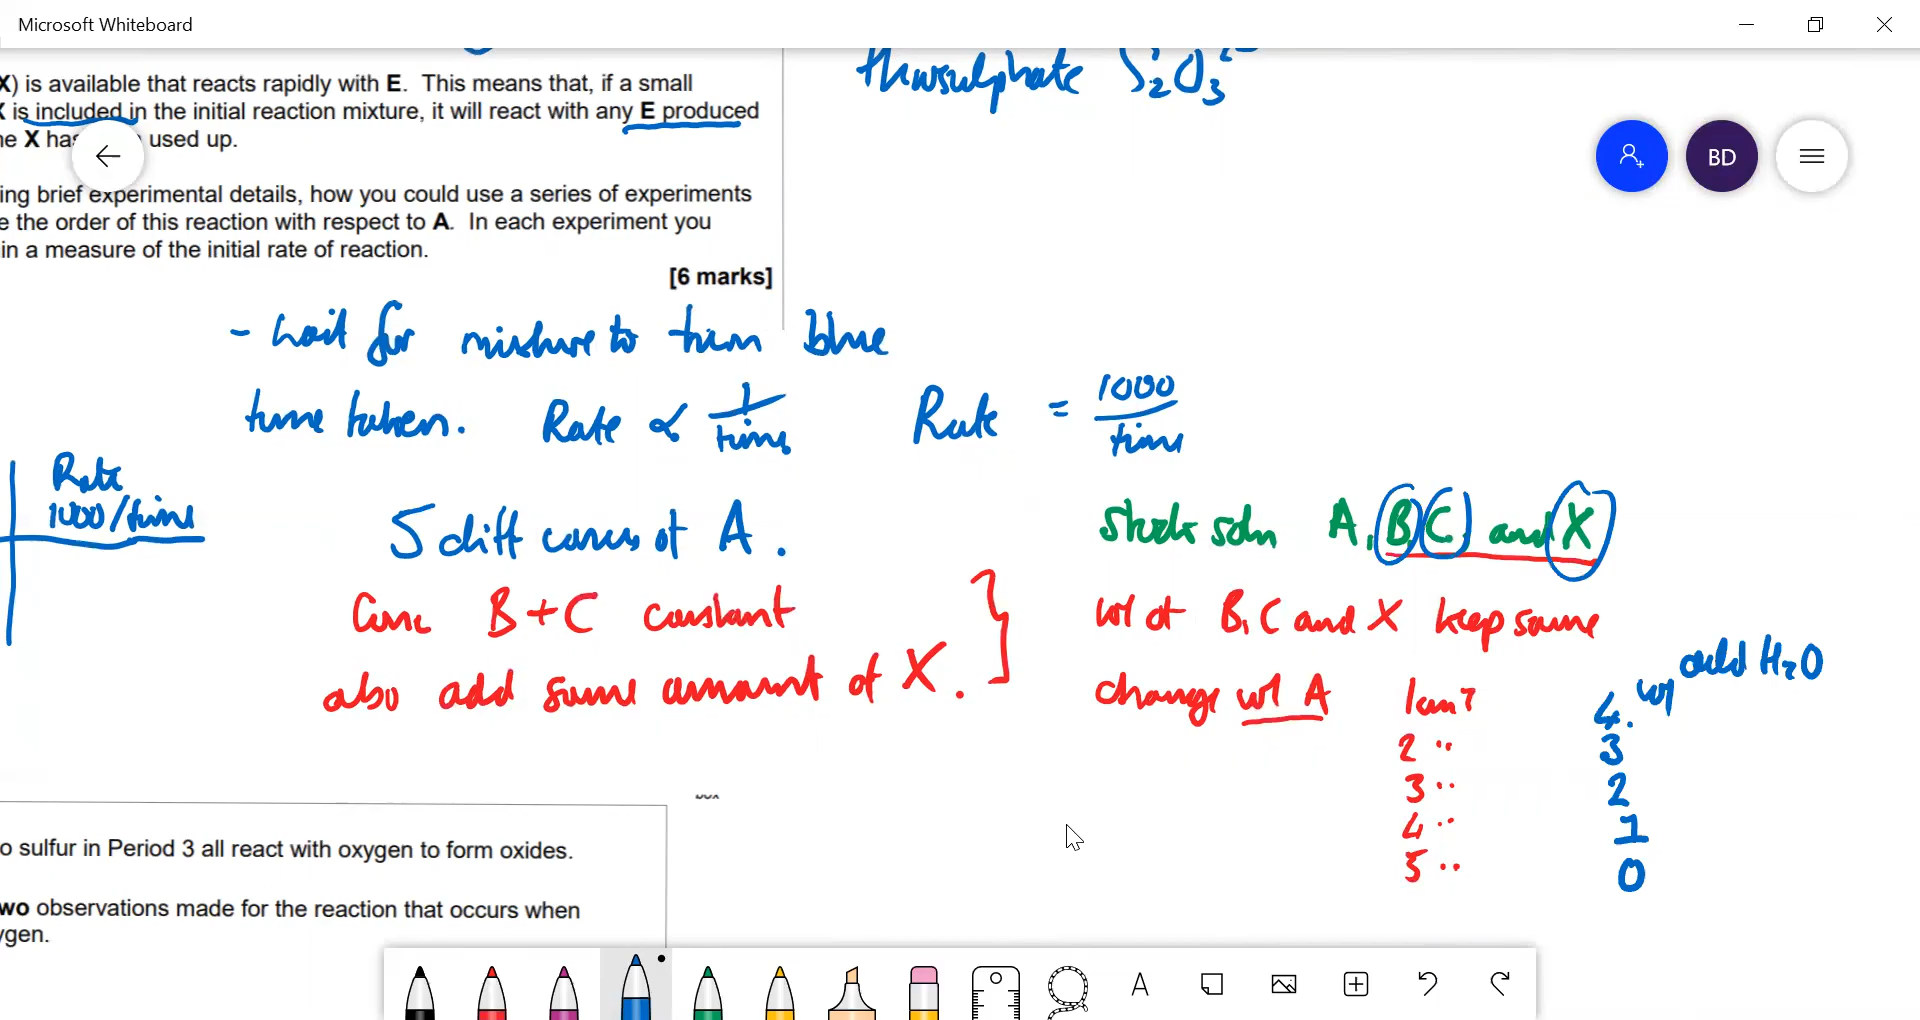 Microsoft Whiteboard
thiosulphate S₂O₃²⁻
X) is available that reacts rapidly with E. This means that, if a small
X is included in the initial reaction mixture, it will react with any E produced
he X has used up.
BD
ing brief experimental details, how you could use a series of experiments
e the order of this reaction with respect to A. In each experiment you
in a measure of the initial rate of reaction.
[6 marks]
- wait for mixture to turn blue
time taken. Rate ∝ 1/time Rate = 1000/time
Rate
1000/time
5 diff concs of A.
Stock soln A, B, C and X
Conc B + C constant
vol of B, C and X keep same
also add same amount of X.
change vol A
1cm³
2 ··
3 ··
4 ··
5 ··
add H₂O
4.
3
2
1
0
box
o sulfur in Period 3 all react with oxygen to form oxides.
wo observations made for the reaction that occurs when
ygen.
A